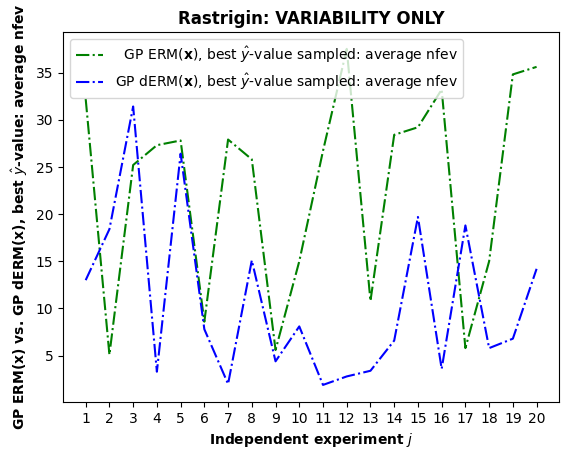 Rastrigin: VARIABILITY ONLY
GP ERM(x), best ŷ-value sampled: average nfev
GP dERM(x), best ŷ-value sampled: average nfev
GP ERM(x) vs. GP dERM(x), best ŷ-value: average nfev
35
30
25
20
15
10
5
1 2 3 4 5 6 7 8 9 10 11 12 13 14 15 16 17 18 19 20
Independent experiment j